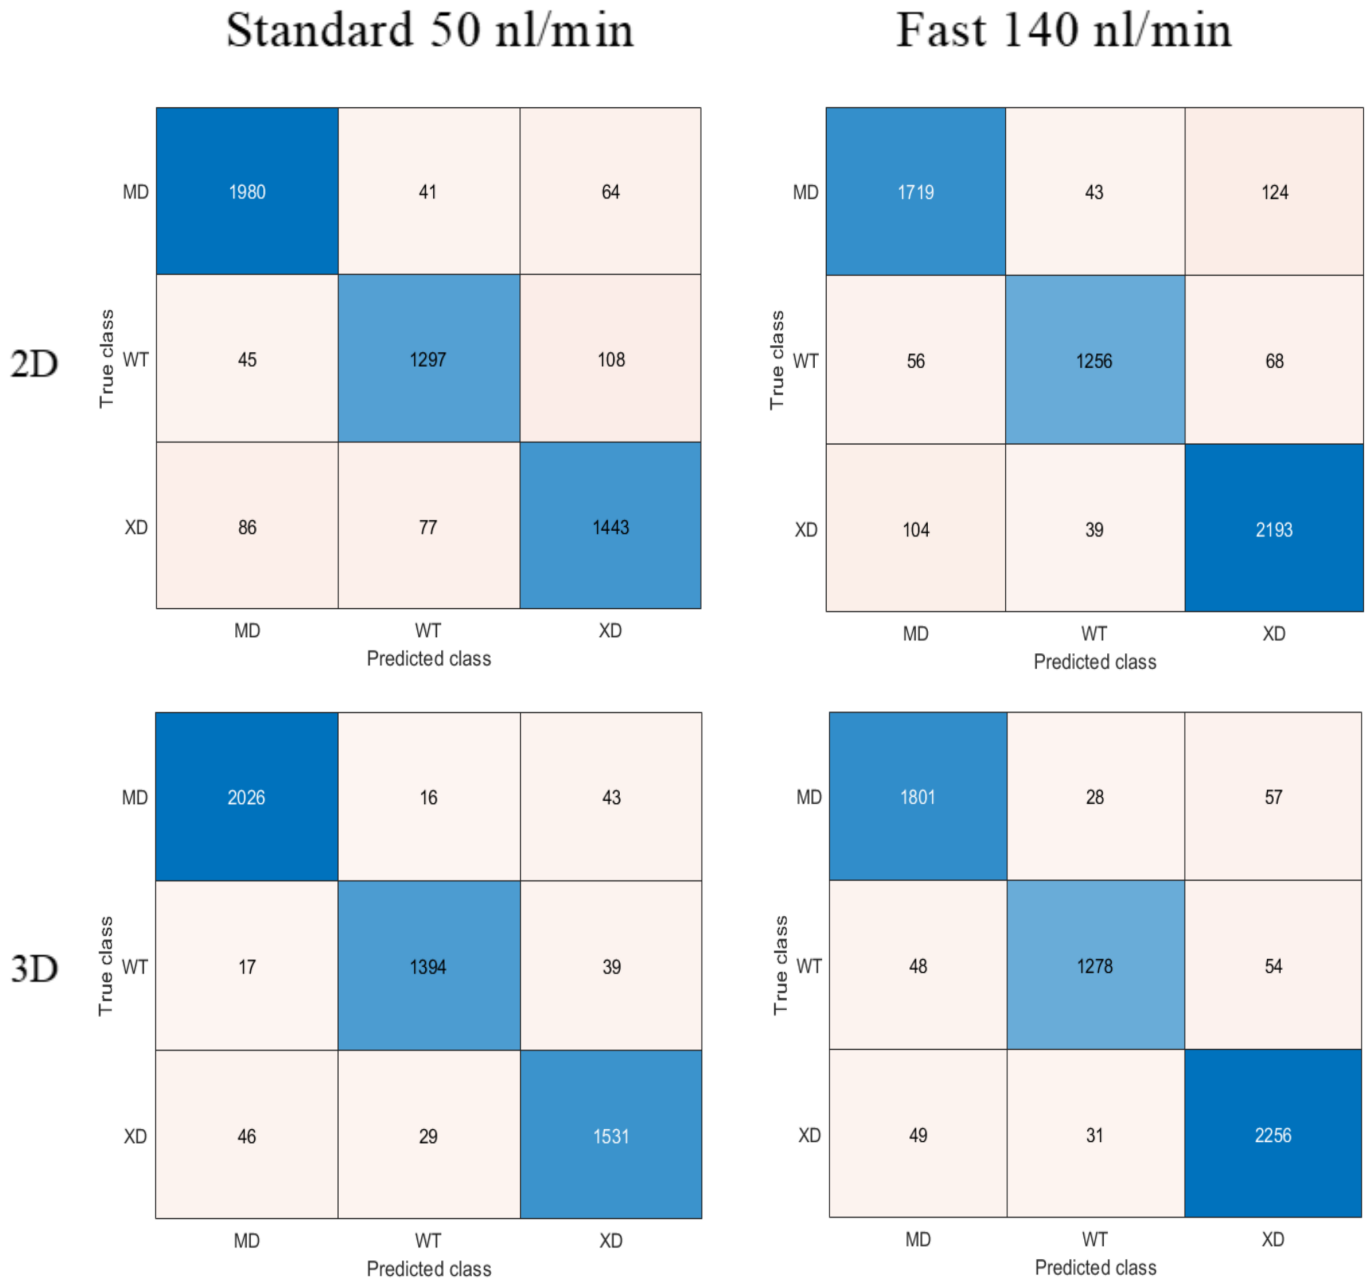 Standard 50 nl/min
Fast 140 nl/min
2D
True class
MD 1980 41 64
WT 45 1297 108
XD 86 77 1443
MD WT XD
Predicted class
True class
MD 1719 43 124
WT 56 1256 68
XD 104 39 2193
MD WT XD
Predicted class
3D
True class
MD 2026 16 43
WT 17 1394 39
XD 46 29 1531
MD WT XD
Predicted class
True class
MD 1801 28 57
WT 48 1278 54
XD 49 31 2256
MD WT XD
Predicted class